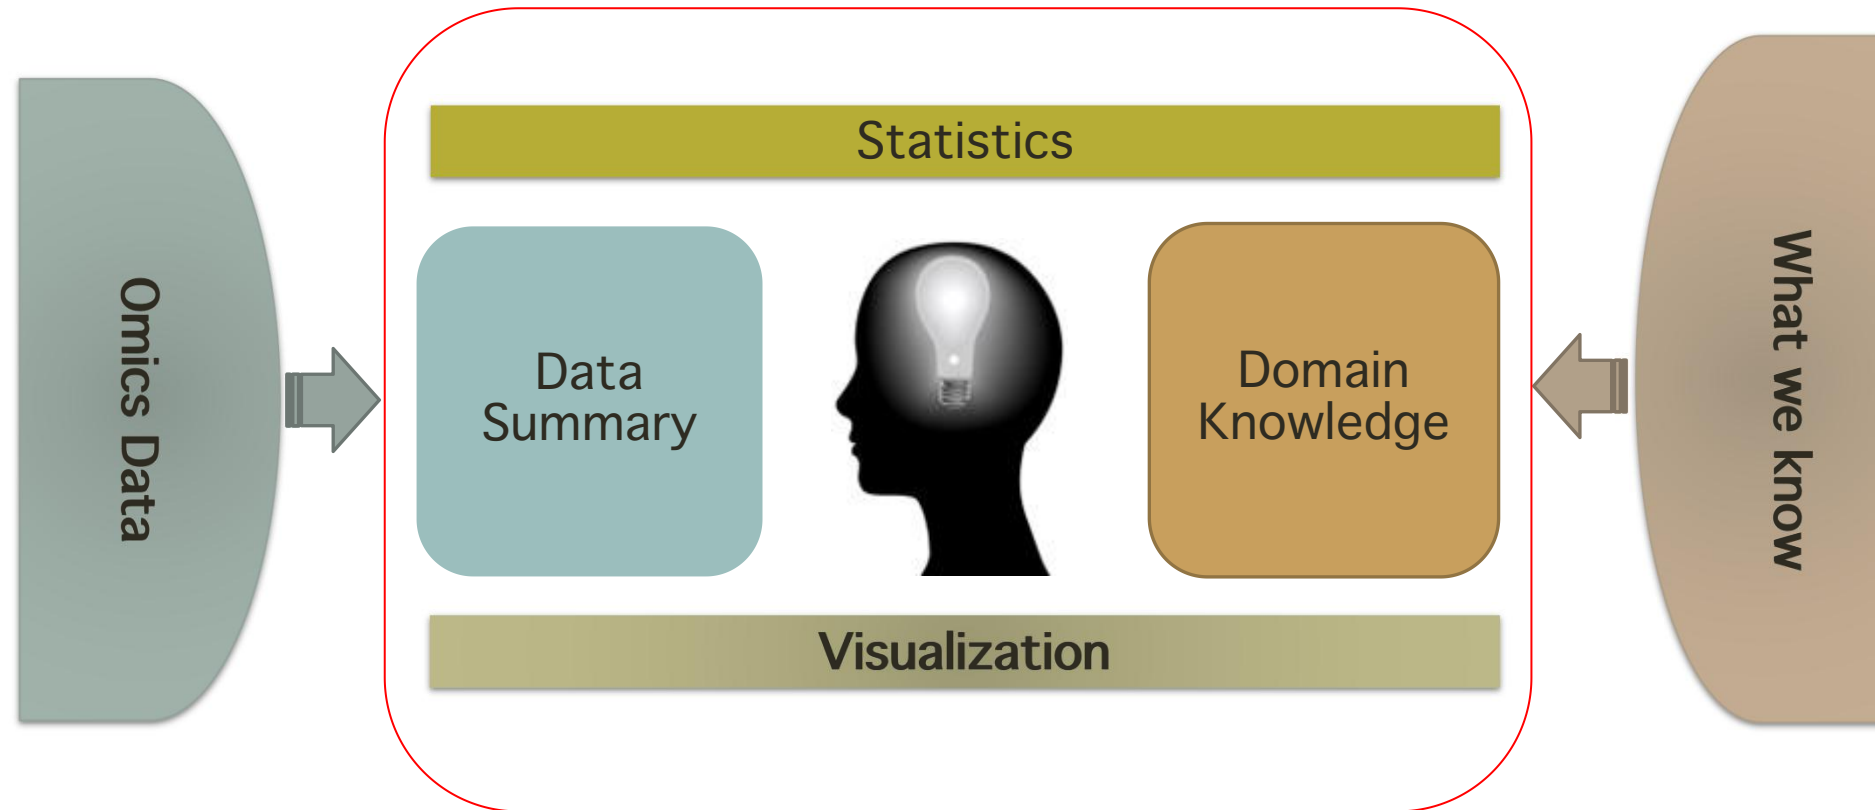 Statistics
Omics Data
Data
Summary
Domain
Knowledge
What we know
Visualization